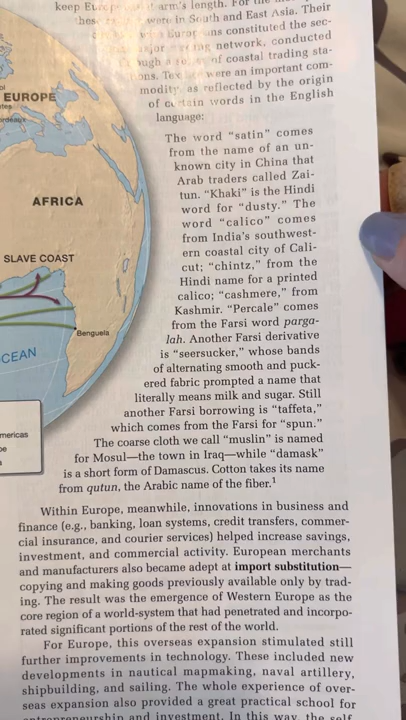 keep Europe arm's length. For the
these were in South and East Asia. Their
Europeans constituted the sec-
major trading network, conducted
through a series of coastal trading sta-
tions. Tex were an important com-
modity as reflected by the origin
of certain words in the English
language:
EUROPE
AFRICA
SLAVE COAST
Benguela
CEAN
mericas
The word “satin” comes
from the name of an un-
known city in China that
Arab traders called Zai-
tun. “Khaki” is the Hindi
word for “dusty.” The
word “calico” comes
from India's southwest-
ern coastal city of Cali-
cut; “chintz,” from the
Hindi name for a printed
calico; “cashmere,” from
Kashmir. “Percale” comes
from the Farsi word parga-
lah. Another Farsi derivative
is “seersucker,” whose bands
of alternating smooth and puck-
ered fabric prompted a name that
literally means milk and sugar. Still
another Farsi borrowing is “taffeta,”
which comes from the Farsi for “spun.”
The coarse cloth we call “muslin” is named
for Mosul—the town in Iraq—while “damask”
is a short form of Damascus. Cotton takes its name
from qutun, the Arabic name of the fiber.1
Within Europe, meanwhile, innovations in business and
finance (e.g., banking, loan systems, credit transfers, commer-
cial insurance, and courier services) helped increase savings,
investment, and commercial activity. European merchants
and manufacturers also became adept at import substitution—
copying and making goods previously available only by trad-
ing. The result was the emergence of Western Europe as the
core region of a world-system that had penetrated and incorpo-
rated significant portions of the rest of the world.
For Europe, this overseas expansion stimulated still
further improvements in technology. These included new
developments in nautical mapmaking, naval artillery,
shipbuilding, and sailing. The whole experience of over-
seas expansion also provided a great practical school for
entrepreneurship and investment. In this way, the self